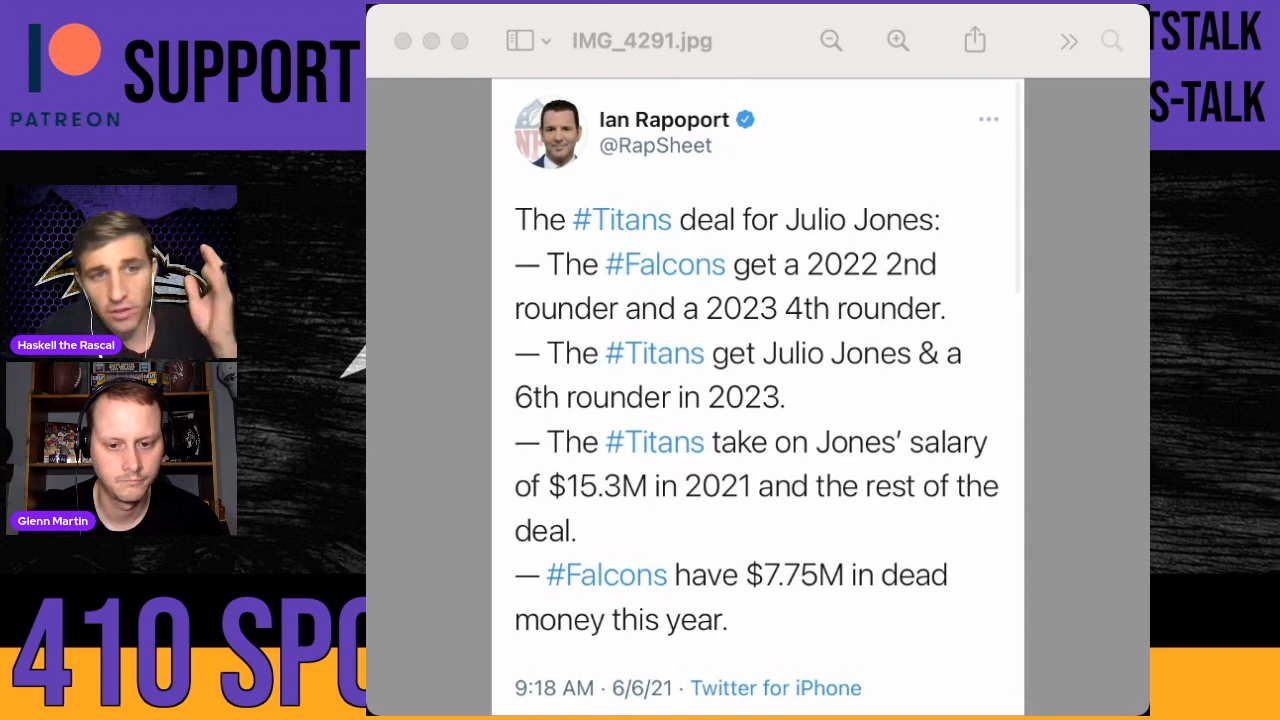 SUPPORT
PATREON
TSTALK
S-TALK
IMG_4291.jpg
Ian Rapoport
@RapSheet
The #Titans deal for Julio Jones:
— The #Falcons get a 2022 2nd
rounder and a 2023 4th rounder.
— The #Titans get Julio Jones & a
6th rounder in 2023.
— The #Titans take on Jones’ salary
of $15.3M in 2021 and the rest of the
deal.
— #Falcons have $7.75M in dead
money this year.
9:18 AM · 6/6/21 · Twitter for iPhone
Haskell the Rascal
Glenn Martin
410 SPO